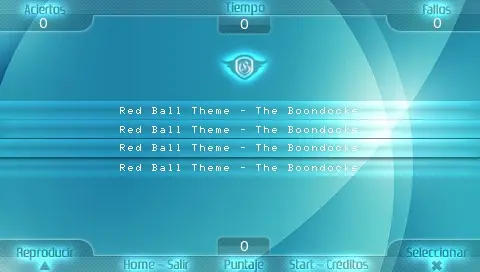 Aciertos Tiempo Fallos
0 0 0
S
Red Ball Theme - The Boondocks
Red Ball Theme - The Boondocks
Red Ball Theme - The Boondocks
Red Ball Theme - The Boondocks
0
Reproducir Seleccionar
Home - Salir Puntaje Start - Créditos